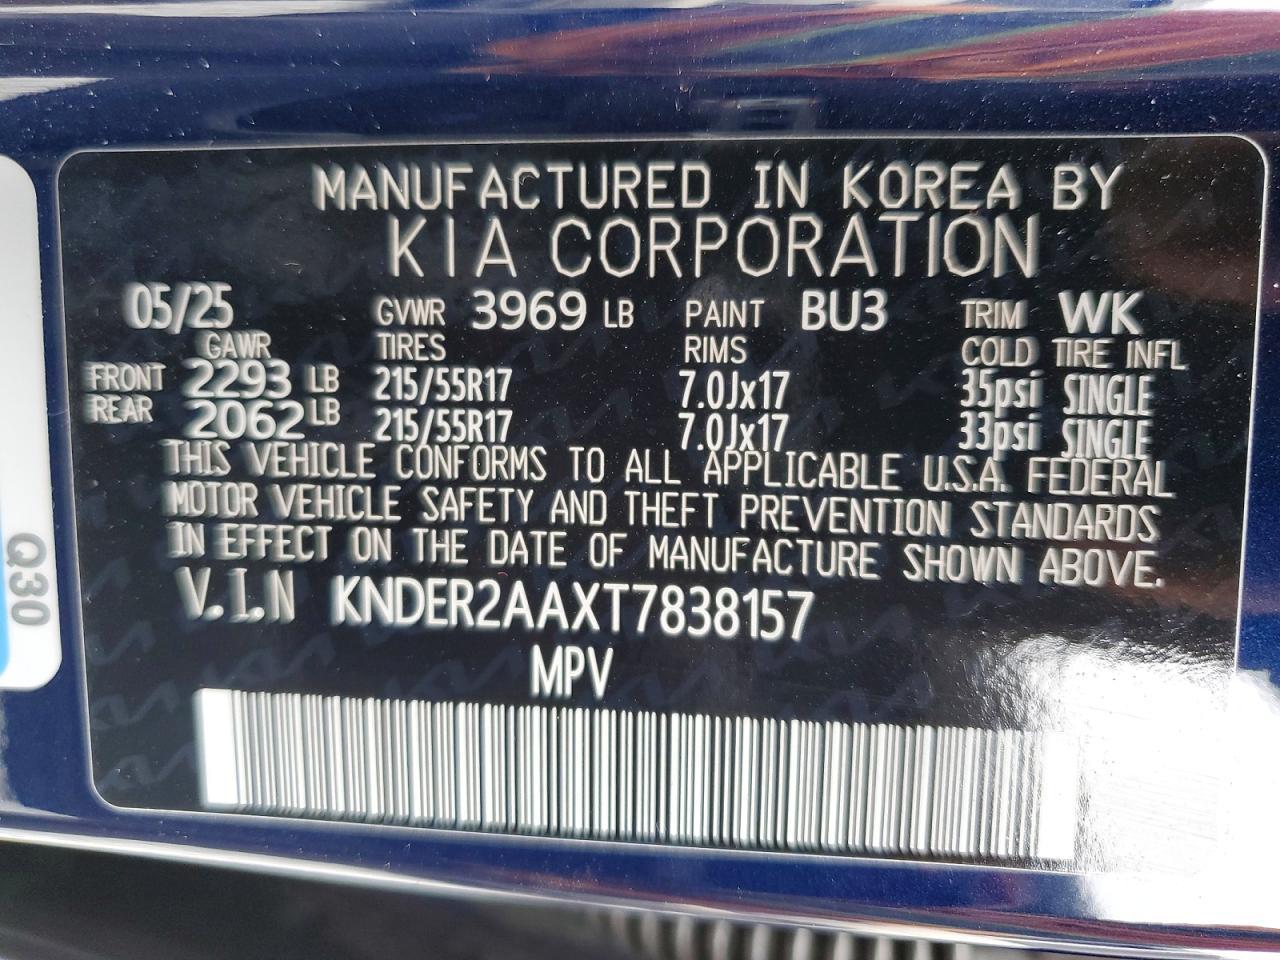 MANUFACTURED IN KOREA BY
KIA CORPORATION
05/25 GVWR 3969 LB PAINT BU3 TRIM WK
GAWR TIRES RIMS COLD TIRE INFL
FRONT 2293 LB 215/55R17 7.0Jx17 35psi SINGLE
REAR 2062 LB 215/55R17 7.0Jx17 33psi SINGLE
THIS VEHICLE CONFORMS TO ALL APPLICABLE U.S.A. FEDERAL
MOTOR VEHICLE SAFETY AND THEFT PREVENTION STANDARDS
IN EFFECT ON THE DATE OF MANUFACTURE SHOWN ABOVE.
V.I.N KNDER2AAXT7838157
MPV
Q30